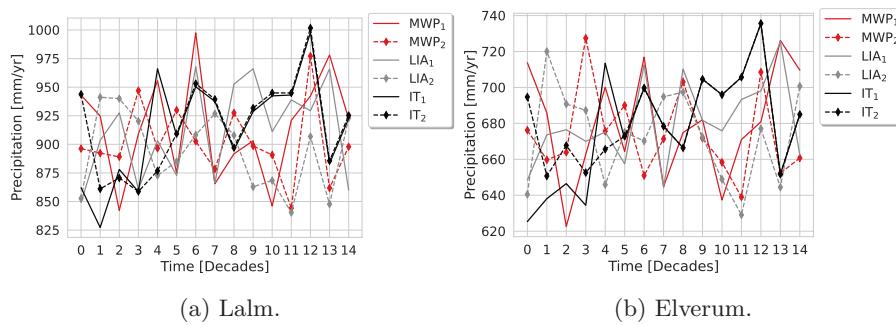 1000
975
950
925
900
875
850
825
Precipitation [mm/yr]
0 1 2 3 4 5 6 7 8 9 10 11 12 13 14
Time [Decades]
MWP₁
MWP₂
LIA₁
LIA₂
IT₁
IT₂
(a) Lalm.
740
720
700
680
660
640
620
Precipitation [mm/yr]
0 1 2 3 4 5 6 7 8 9 10 11 12 13 14
Time [Decades]
MWP₁
MWP₂
LIA₁
LIA₂
IT₁
IT₂
(b) Elverum.